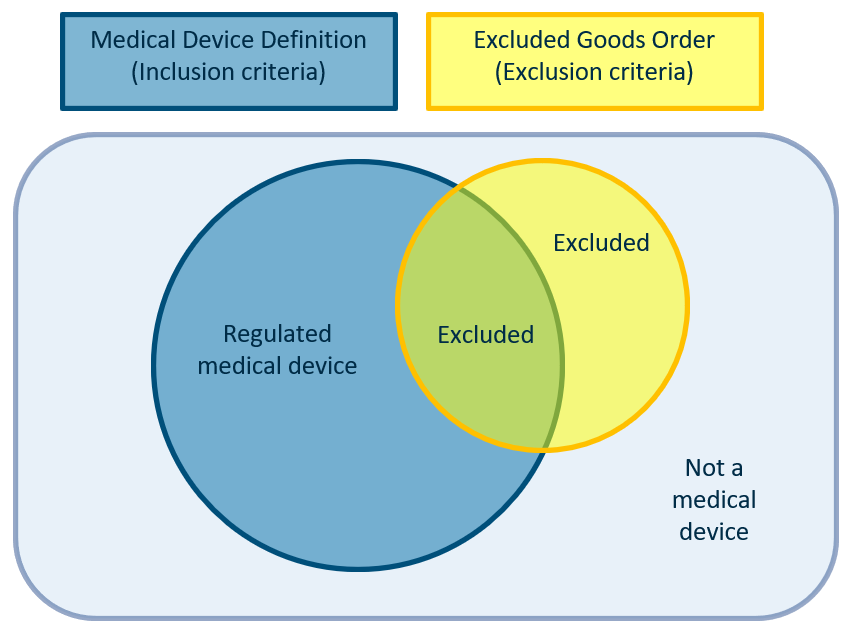 Medical Device Definition
(Inclusion criteria)
Excluded Goods Order
(Exclusion criteria)
Excluded
Regulated
medical device
Excluded
Not a
medical
device